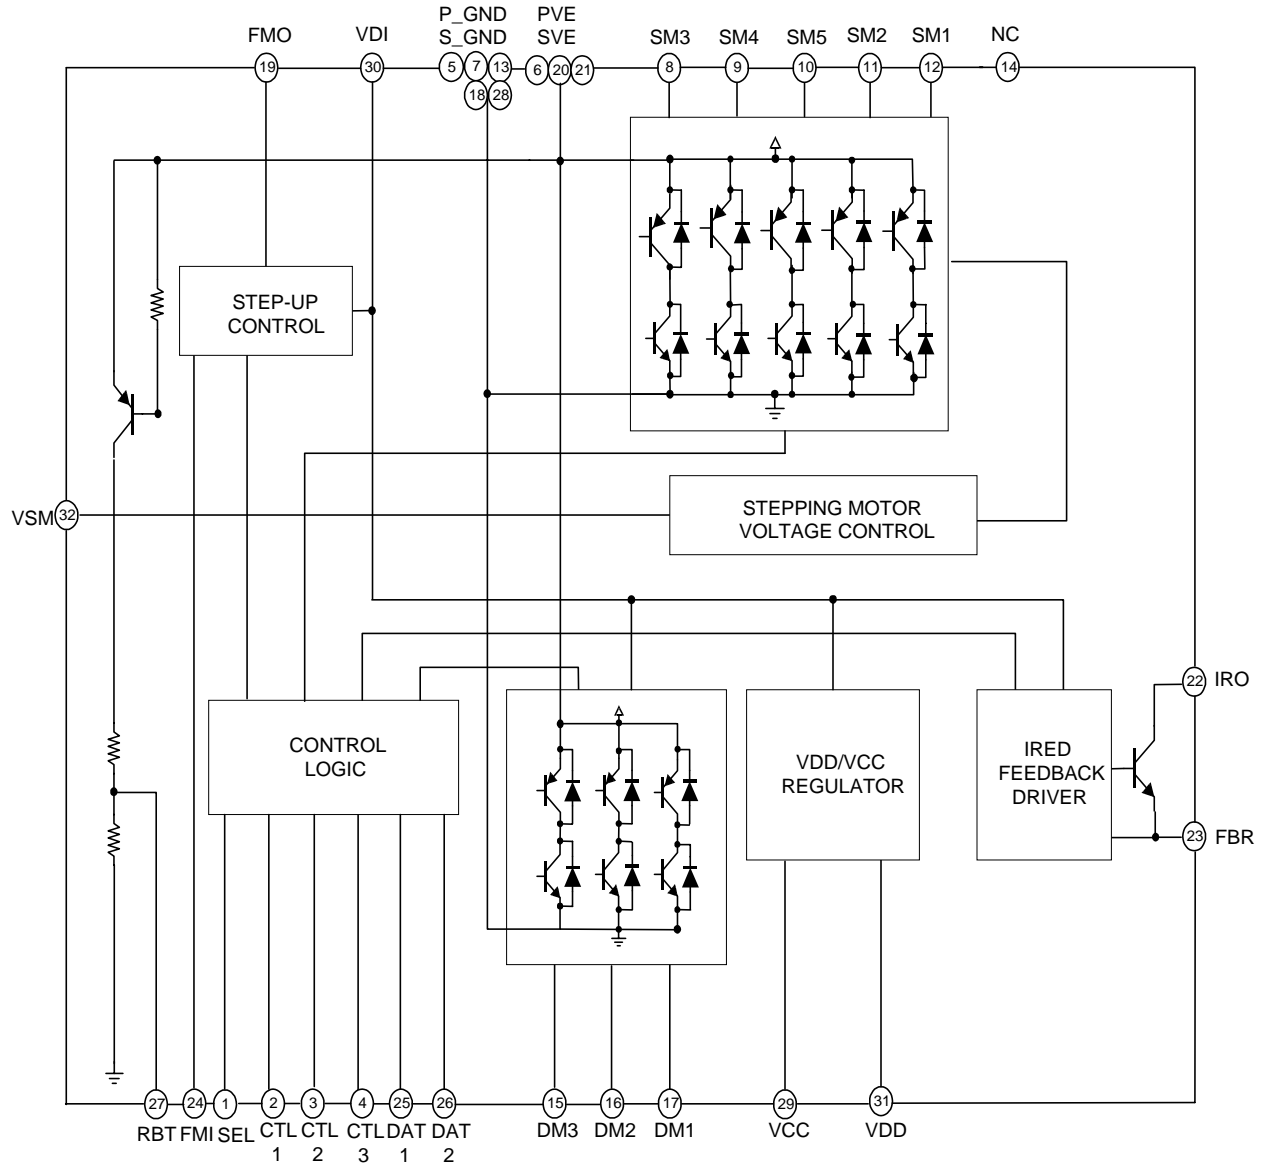 P_GND PVE
FMO VDI S_GND SVE SM3 SM4 SM5 SM2 SM1 NC
19 30 5 7 13 6 20 21 8 9 10 11 12 14
18 28
STEP-UP
CONTROL
VSM 32
STEPPING MOTOR
VOLTAGE CONTROL
22 IRO
CONTROL
LOGIC
VDD/VCC
REGULATOR
IRED
FEEDBACK
DRIVER
23 FBR
27 24 1 2 3 4 25 26 15 16 17 29 31
RBT FMI SEL CTL CTL CTL DAT DAT DM3 DM2 DM1 VCC VDD
1 2 3 1 2